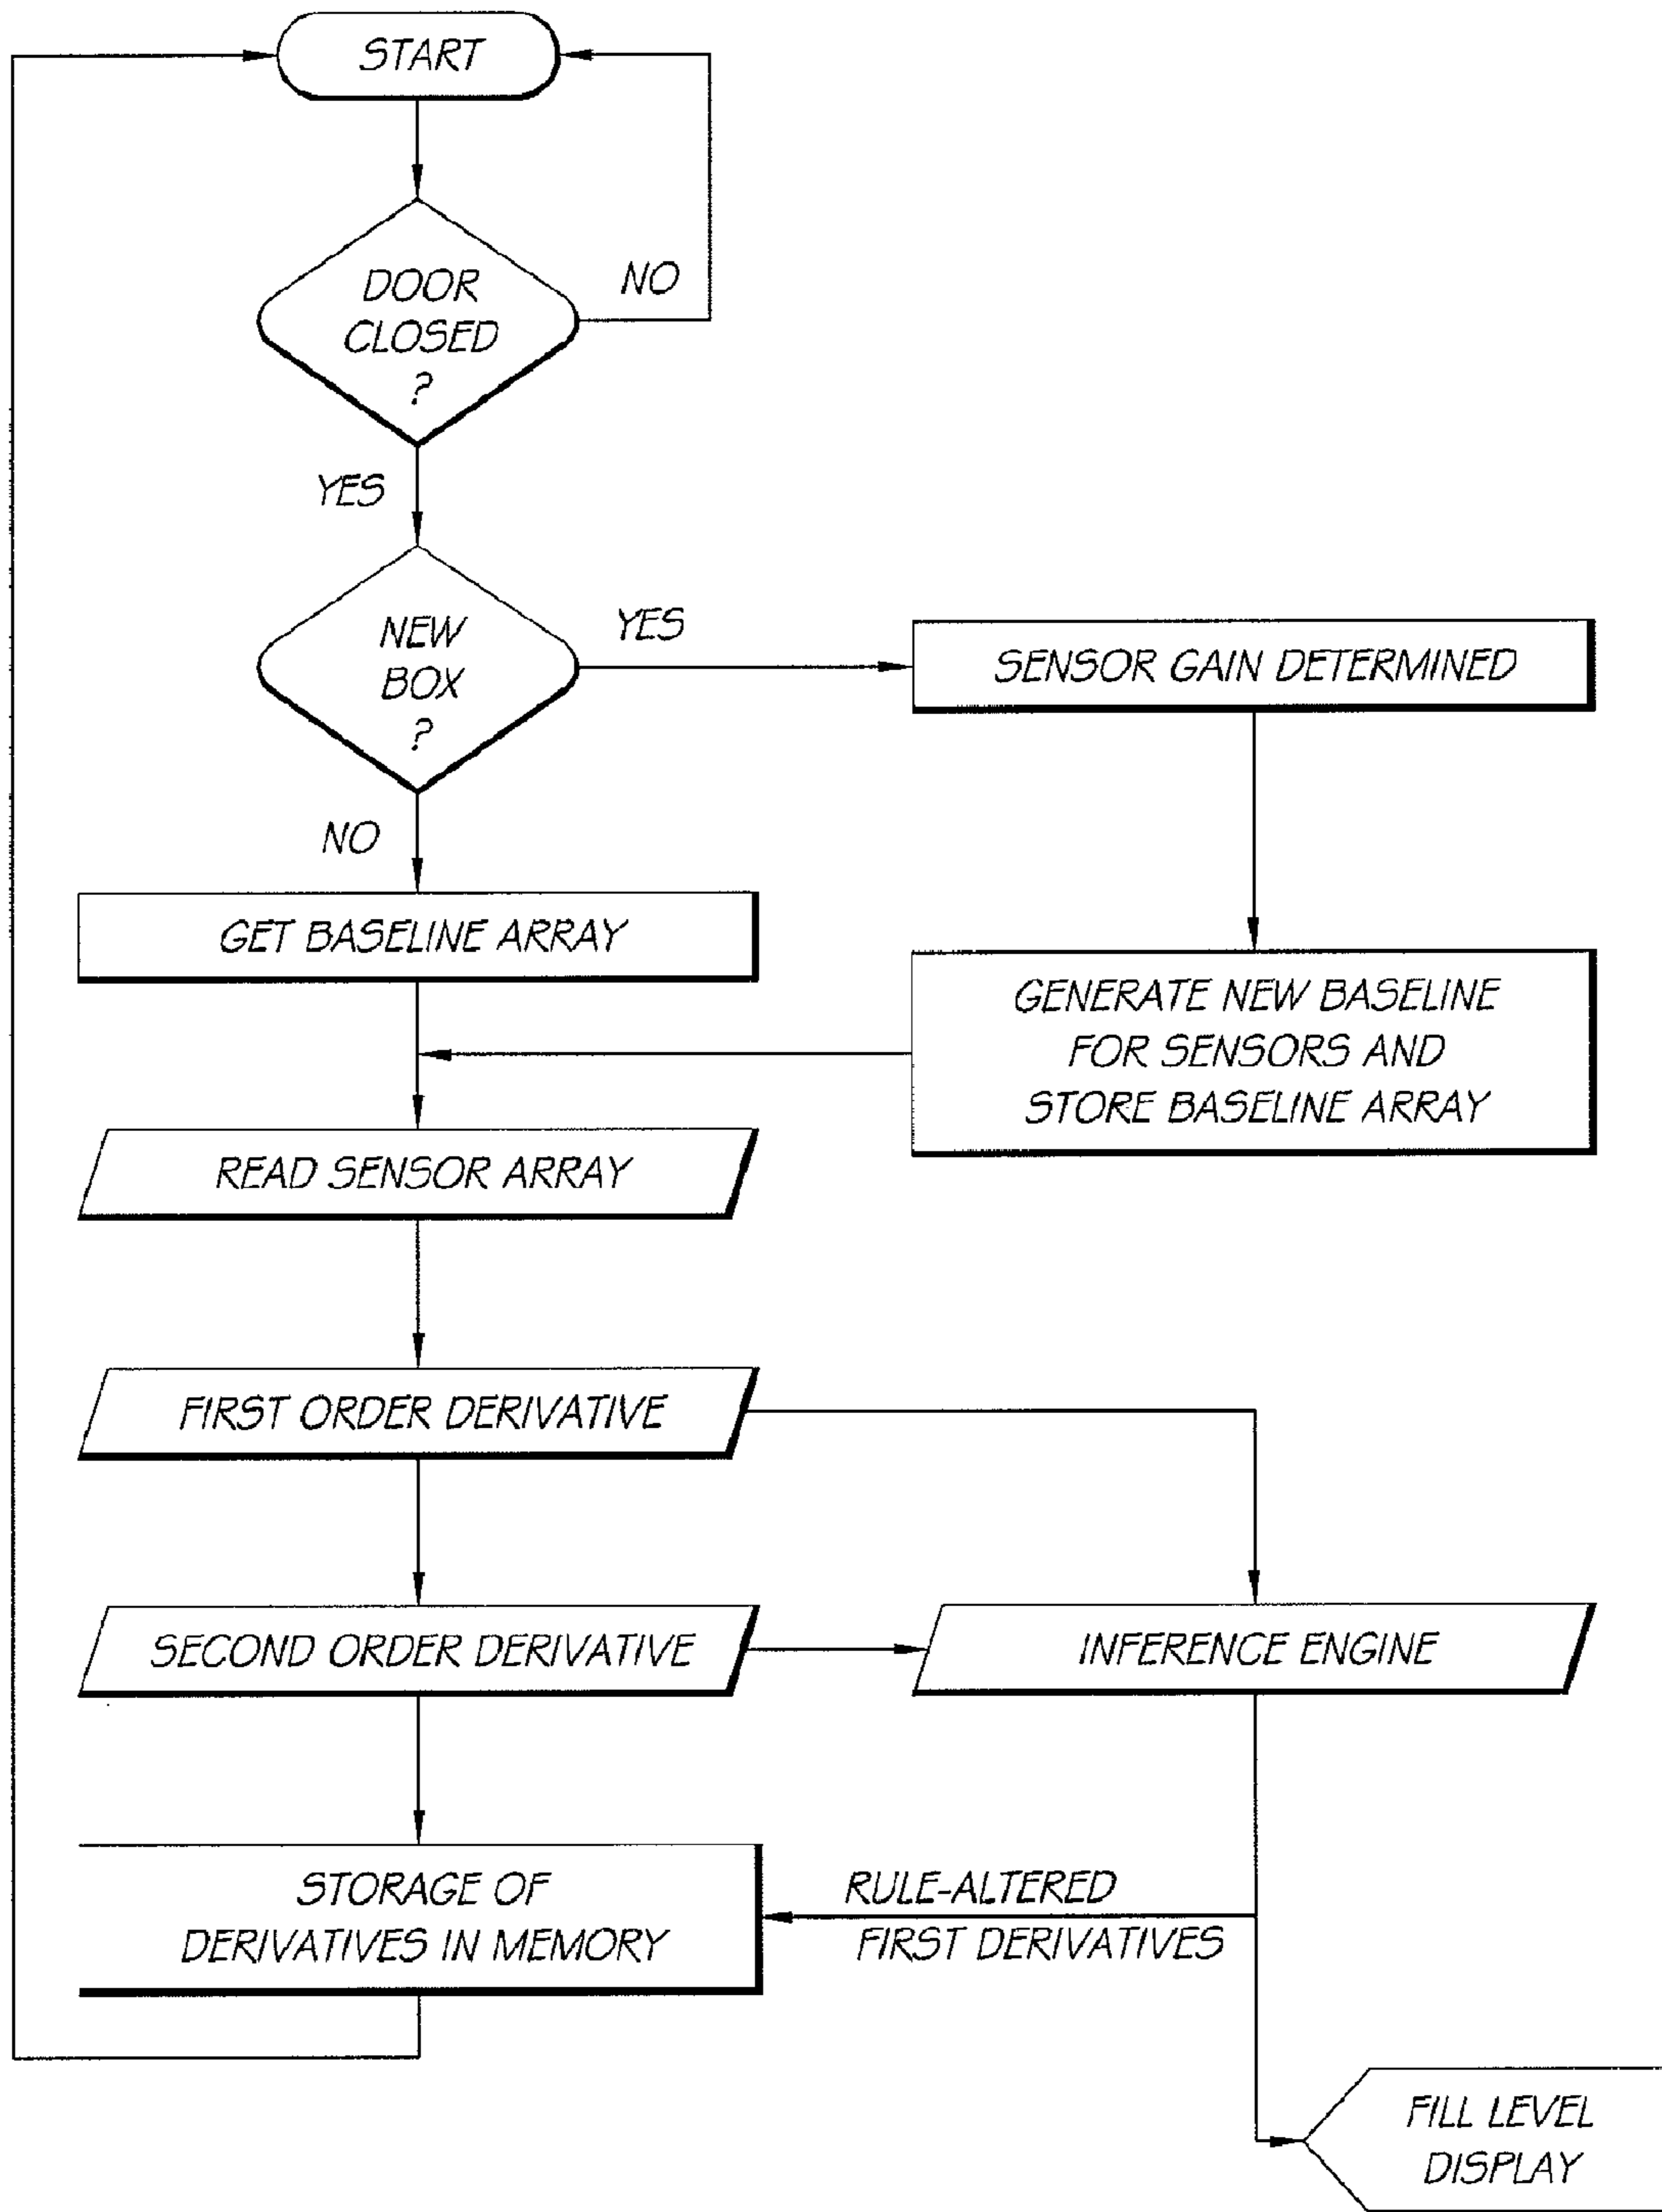 START
DOOR
CLOSED
?
NO
YES
NEW
BOX
?
YES
SENSOR GAIN DETERMINED
NO
GET BASELINE ARRAY
GENERATE NEW BASELINE
FOR SENSORS AND
STORE BASELINE ARRAY
READ SENSOR ARRAY
FIRST ORDER DERIVATIVE
SECOND ORDER DERIVATIVE
INFERENCE ENGINE
STORAGE OF
DERIVATIVES IN MEMORY
RULE-ALTERED
FIRST DERIVATIVES
FILL LEVEL
DISPLAY